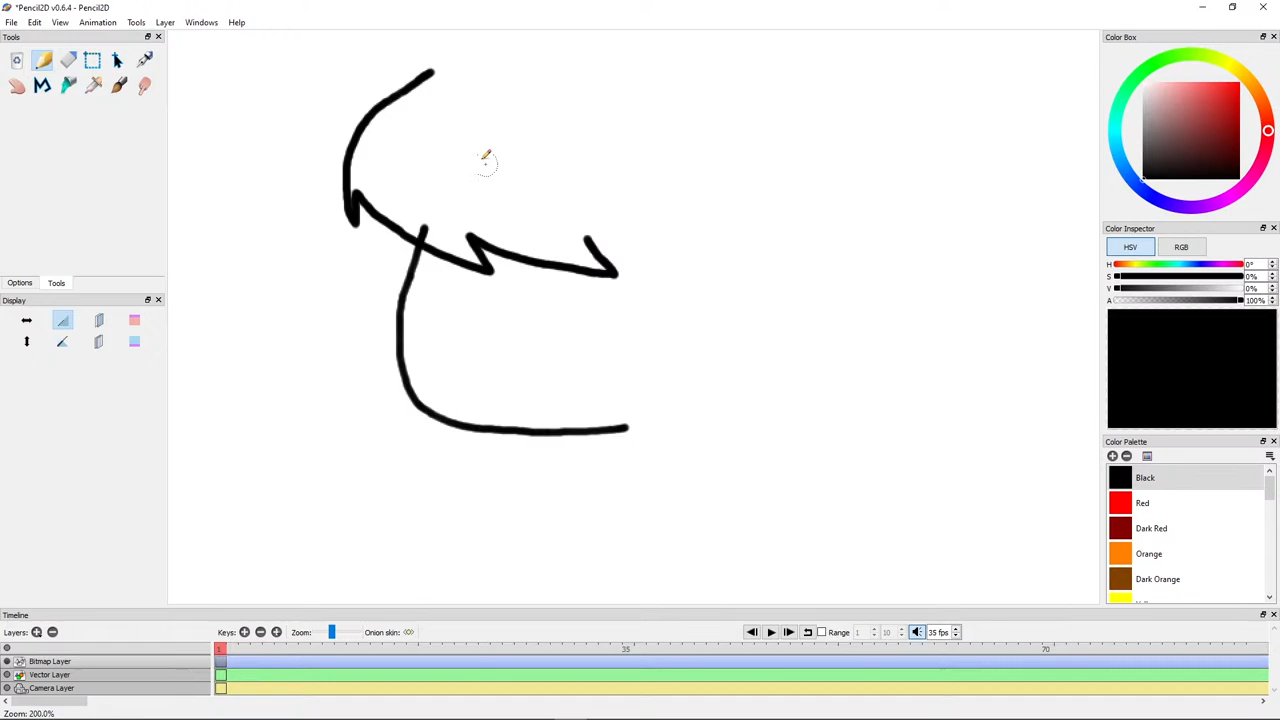 *Pencil2D v0.6.4 - Pencil2D
File Edit View Animation Tools Layer Windows Help
Tools
Options Tools
Display
Color Box
Color Inspector
HSV RGB
H 0°
S 0%
V 0%
A 100%
Color Palette
Black
Red
Dark Red
Orange
Dark Orange
Timeline
Layers: Keys: Zoom: Onion skin: Range 1 10 35 fps
1 35 70
Bitmap Layer
Vector Layer
Camera Layer
Zoom: 200.0%